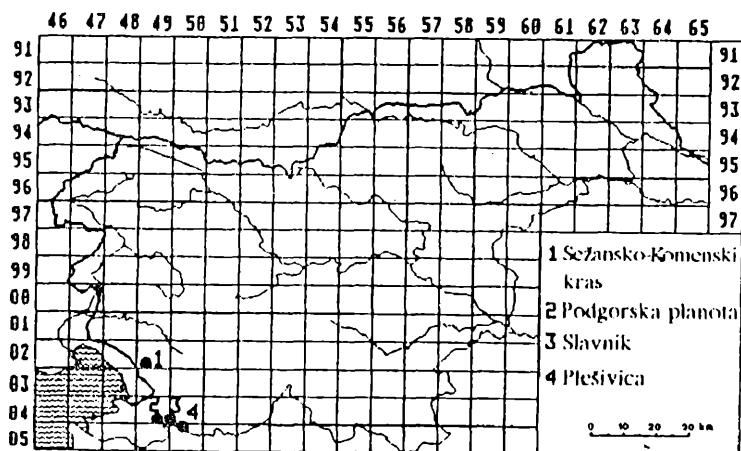 46 47 48 49 50 51 52 53 54 55 56 57 58 59 60 61 62 63 64 65
91 91
92 92
93 93
94 94
95 95
96 96
97 97
98
99
00
01
02
03
04
05
1
4
1 Sežansko-Komenski
kras
2 Podgorska planota
3 Slavnik
4 Plešivica
0 10 20 30 km